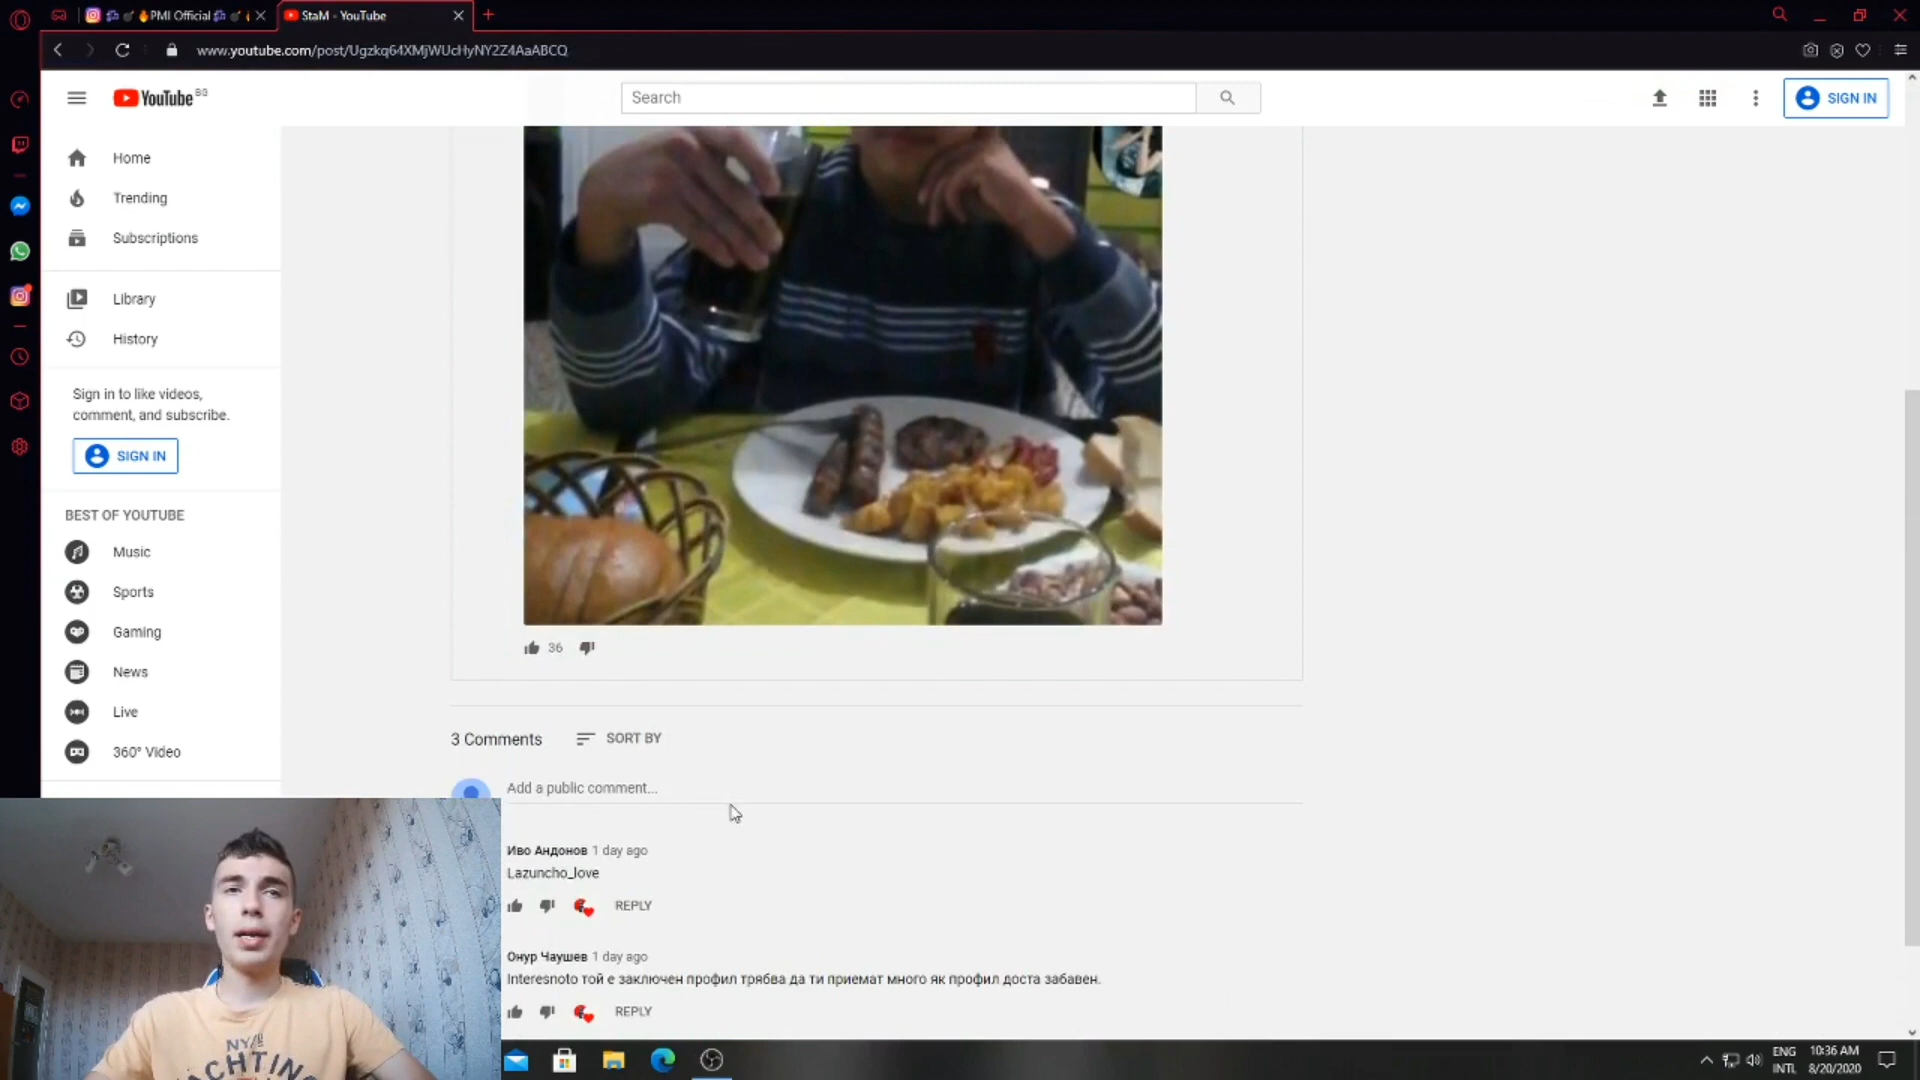 PMI Official
StaM - YouTube
www.youtube.com/post/Ugzkq64XMjWUcHyNY2Z4AaABCQ
YouTube BG
Search
SIGN IN
Home
Trending
Subscriptions
Library
History
Sign in to like videos,
comment, and subscribe.
SIGN IN
BEST OF YOUTUBE
Music
Sports
Gaming
News
Live
360° Video
36
3 Comments
SORT BY
Add a public comment...
Иво Андонов 1 day ago
Lazuncho_love
REPLY
Онур Чаушев 1 day ago
Interesnoto той е заключен профил трябва да ти приемат много як профил доста забавен.
REPLY
NY/
ACHTING
ENG
INTL
10:36 AM
8/20/2020